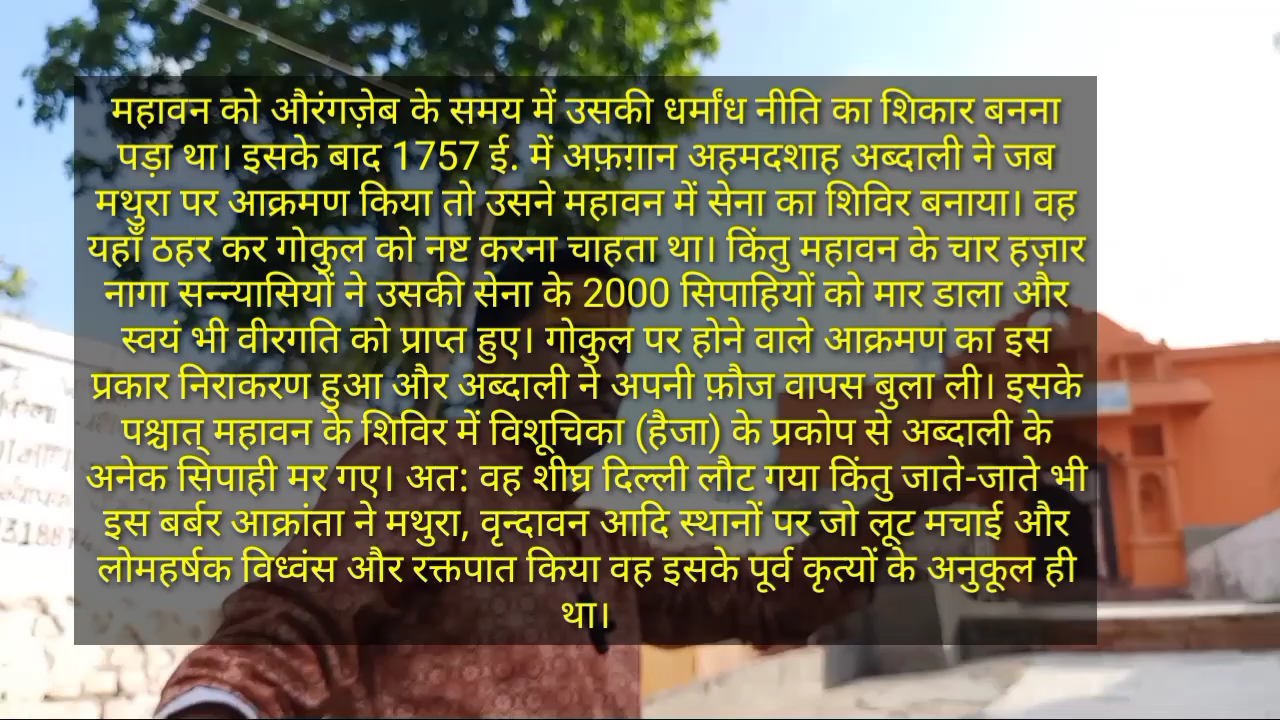 महावन को औरंगज़ेब के समय में उसकी धर्मांध नीति का शिकार बनना
पड़ा था। इसके बाद 1757 ई. में अफ़ग़ान अहमदशाह अब्दाली ने जब
मथुरा पर आक्रमण किया तो उसने महावन में सेना का शिविर बनाया। वह
यहाँ ठहर कर गोकुल को नष्ट करना चाहता था। किंतु महावन के चार हज़ार
नागा सन्न्यासियों ने उसकी सेना के 2000 सिपाहियों को मार डाला और
स्वयं भी वीरगति को प्राप्त हुए। गोकुल पर होने वाले आक्रमण का इस
प्रकार निराकरण हुआ और अब्दाली ने अपनी फ़ौज वापस बुला ली। इसके
पश्चात् महावन के शिविर में विशूचिका (हैजा) के प्रकोप से अब्दाली के
अनेक सिपाही मर गए। अत: वह शीघ्र दिल्ली लौट गया किंतु जाते-जाते भी
इस बर्बर आक्रांता ने मथुरा, वृन्दावन आदि स्थानों पर जो लूट मचाई और
लोमहर्षक विध्वंस और रक्तपात किया वह इसके पूर्व कृत्यों के अनुकूल ही
था।